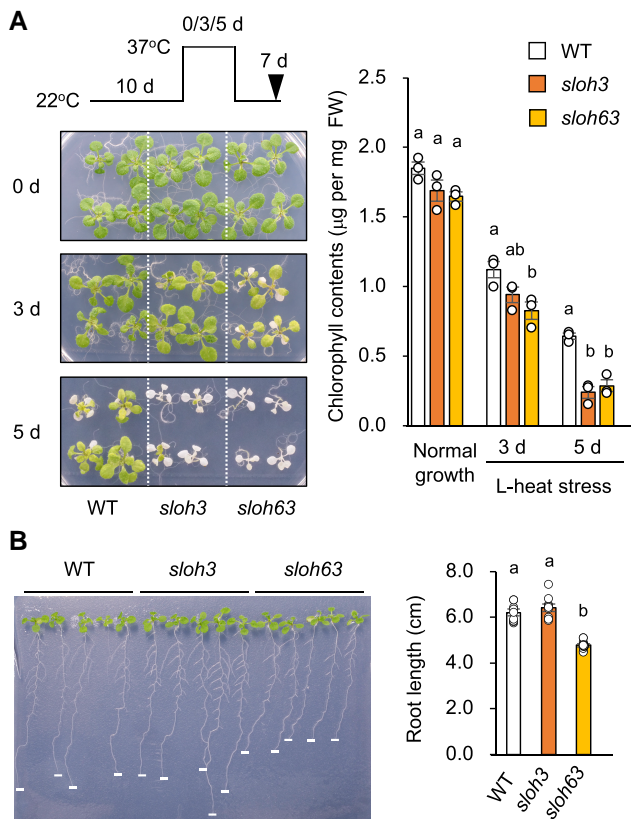 A
0/3/5 d
37°C
10 d
7 d
22°C
0 d
3 d
5 d
WT
sloh3
sloh63
WT
sloh3
sloh63
Chlorophyll contents (µg per mg FW)
2.5
2.0
1.5
1.0
0.5
0.0
a a a
a ab b
a b b
Normal growth
3 d
5 d
L-heat stress
B
WT
sloh3
sloh63
Root length (cm)
8.0
6.0
4.0
2.0
0.0
a
a
b
WT
sloh3
sloh63